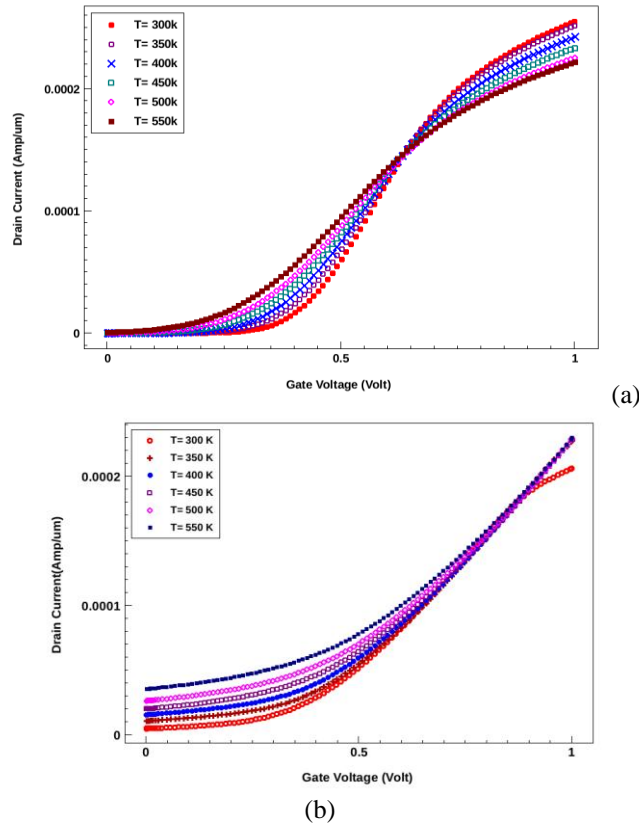 T= 300k
T= 350k
T= 400k
T= 450k
T= 500k
T= 550k
0.0002
0.0001
0
Drain Current (Amp/um)
0
0.5
1
Gate Voltage (Volt)
(a)
T= 300 K
T= 350 K
T= 400 K
T= 450 K
T= 500 K
T= 550 K
0.0002
0.0001
0
Drain Current(Amp/um)
0
0.5
1
Gate Voltage (Volt)
(b)